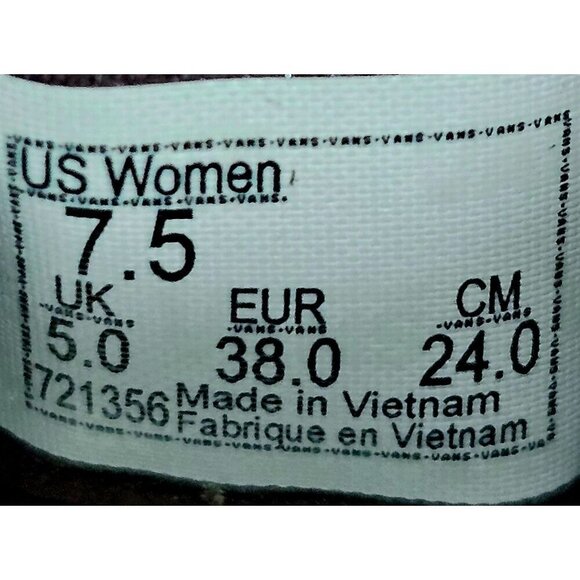 US Women
7.5
UK EUR CM
5.0 38.0 24.0
721356 Made in Vietnam
Fabrique en Vietnam